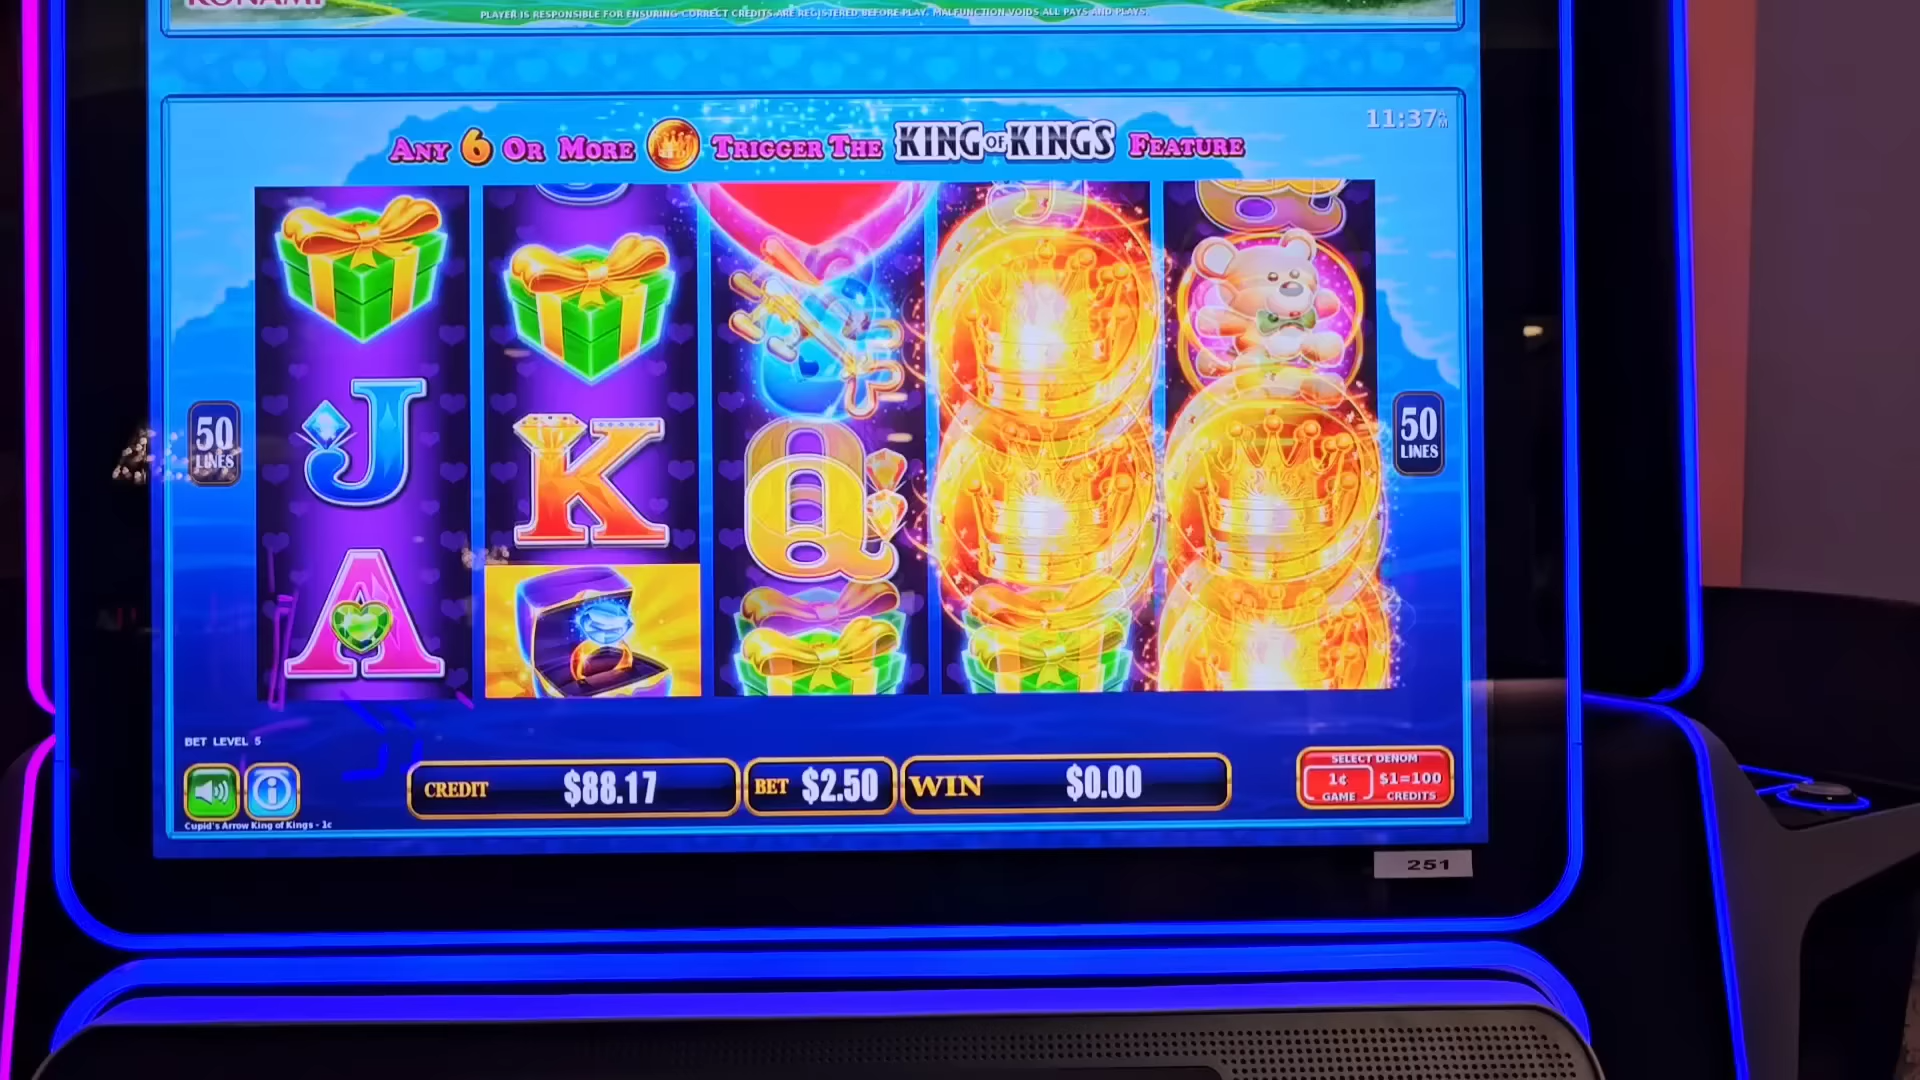 KONAMI
PLAYER IS RESPONSIBLE FOR ENSURING CORRECT CREDITS ARE REGISTERED BEFORE PLAY. MALFUNCTION VOIDS ALL PAYS AND PLAYS.
11:37
ANY 6 OR MORE TRIGGER THE KING OF KINGS FEATURE
J
J
K
Q
A
50
LINES
50
LINES
BET LEVEL 5
CREDIT $88.17
BET $2.50
WIN $0.00
SELECT DENOM
1¢ $1=100
GAME CREDITS
Cupid's Arrow King of Kings - 1c
251